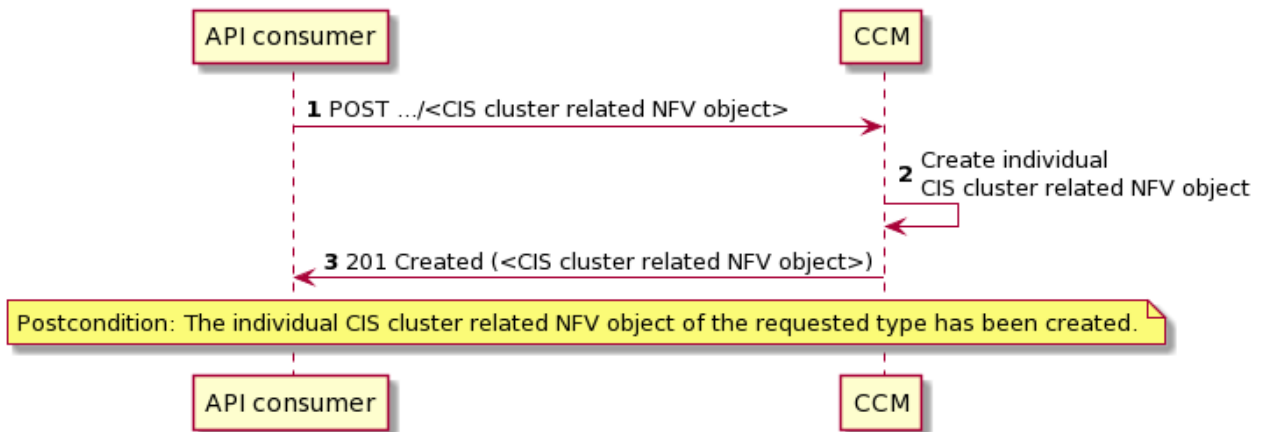 API consumer
CCM
1 POST .../<CIS cluster related NFV object>
2 Create individual
CIS cluster related NFV object
3 201 Created (<CIS cluster related NFV object>)
Postcondition: The individual CIS cluster related NFV object of the requested type has been created.
API consumer
CCM